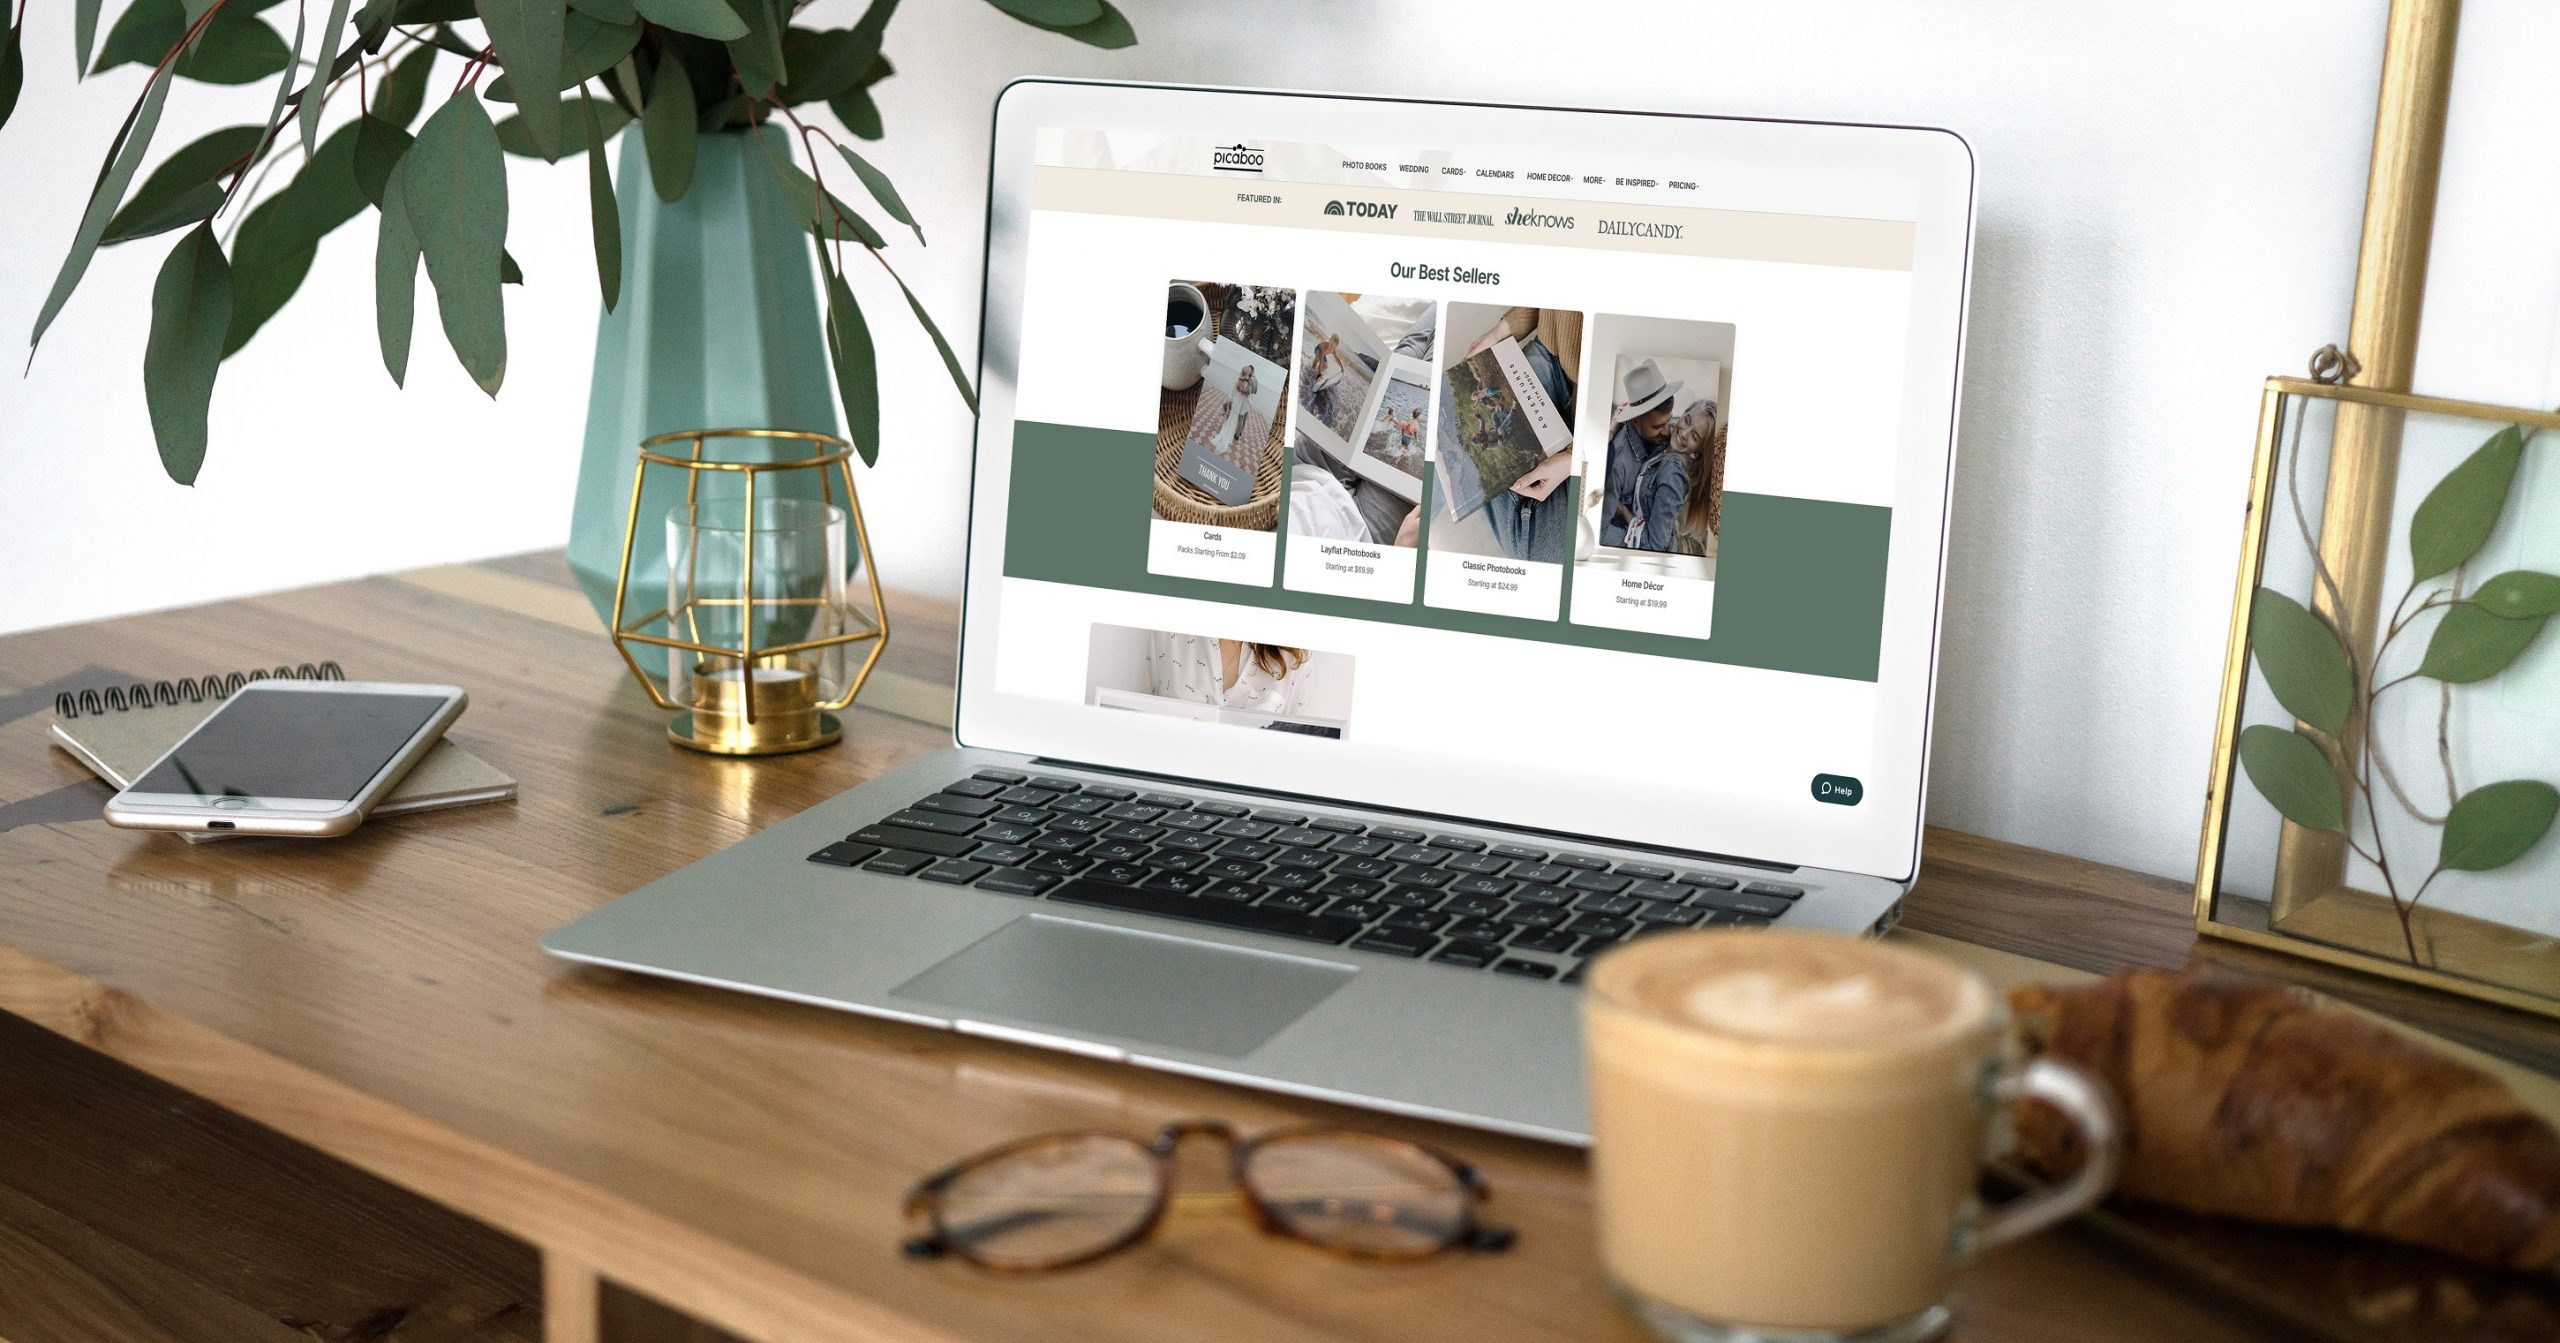 picaboo
PHOTO BOOKS WEDDING CARDS CALENDARS HOME DECOR MORE BE INSPIRED PRICING
FEATURED IN: TODAY THE WALL STREET JOURNAL. sheknows DAILYCANDY.
Our Best Sellers
THANK YOU
ADVENTURES
WITH DADDY
Cards
Packs Starting From $2.09
Layflat Photobooks
Starting at $69.99
Classic Photobooks
Starting at $24.99
Home Décor
Starting at $19.99
Help